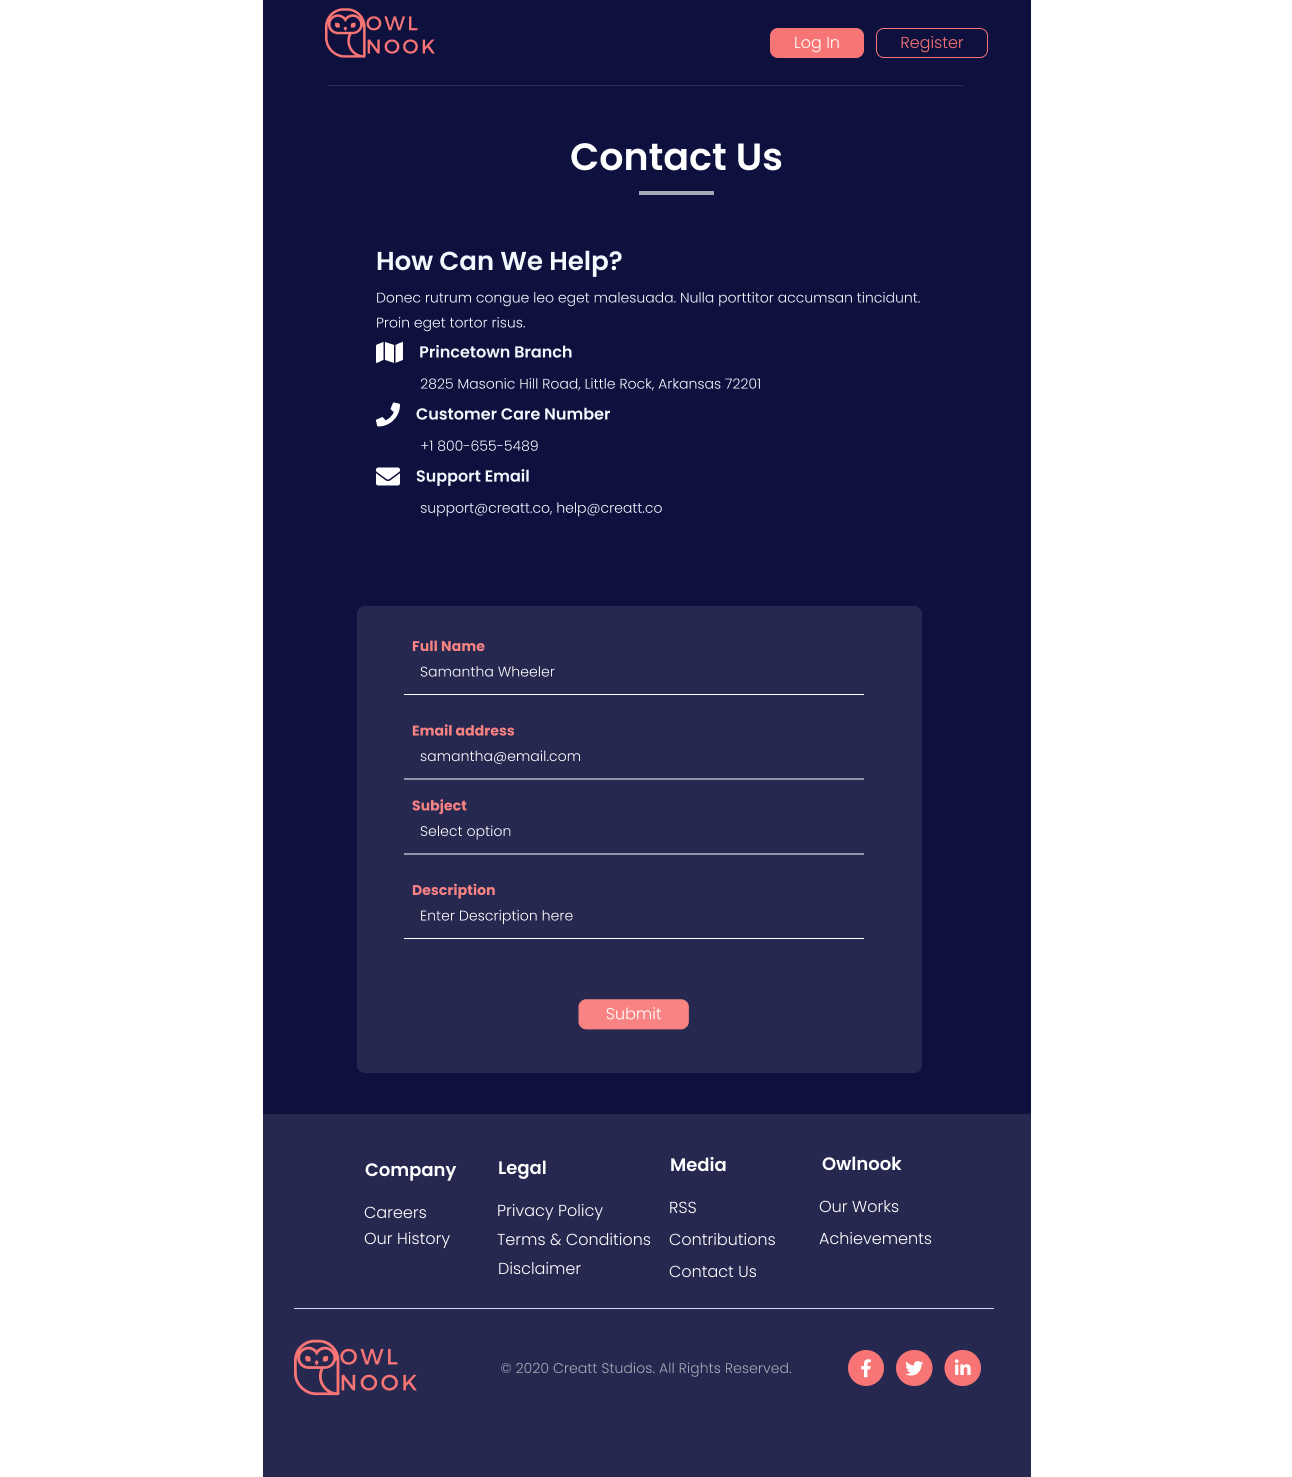 OWL
NOOK
Log In
Register
Contact Us
How Can We Help?
Donec rutrum congue leo eget malesuada. Nulla porttitor accumsan tincidunt.
Proin eget tortor risus.
Princetown Branch
2825 Masonic Hill Road, Little Rock, Arkansas 72201
Customer Care Number
+1 800-655-5489
Support Email
support@creatt.co, help@creatt.co
Full Name
Samantha Wheeler
Email address
samantha@email.com
Subject
Select option
Description
Enter Description here
Submit
Company
Careers
Our History
Legal
Privacy Policy
Terms & Conditions
Disclaimer
Media
RSS
Contributions
Contact Us
Owlnook
Our Works
Achievements
OWL
NOOK
© 2020 Creatt Studios. All Rights Reserved.